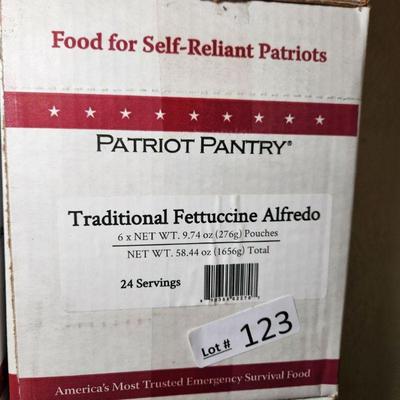 Food for Self-Reliant Patriots
PATRIOT PANTRY®
Traditional Fettuccine Alfredo
6 x NET WT. 9.74 oz (276g) Pouches
NET WT. 58.44 oz (1656g) Total
24 Servings
Lot # 123
America's Most Trusted Emergency Survival Food